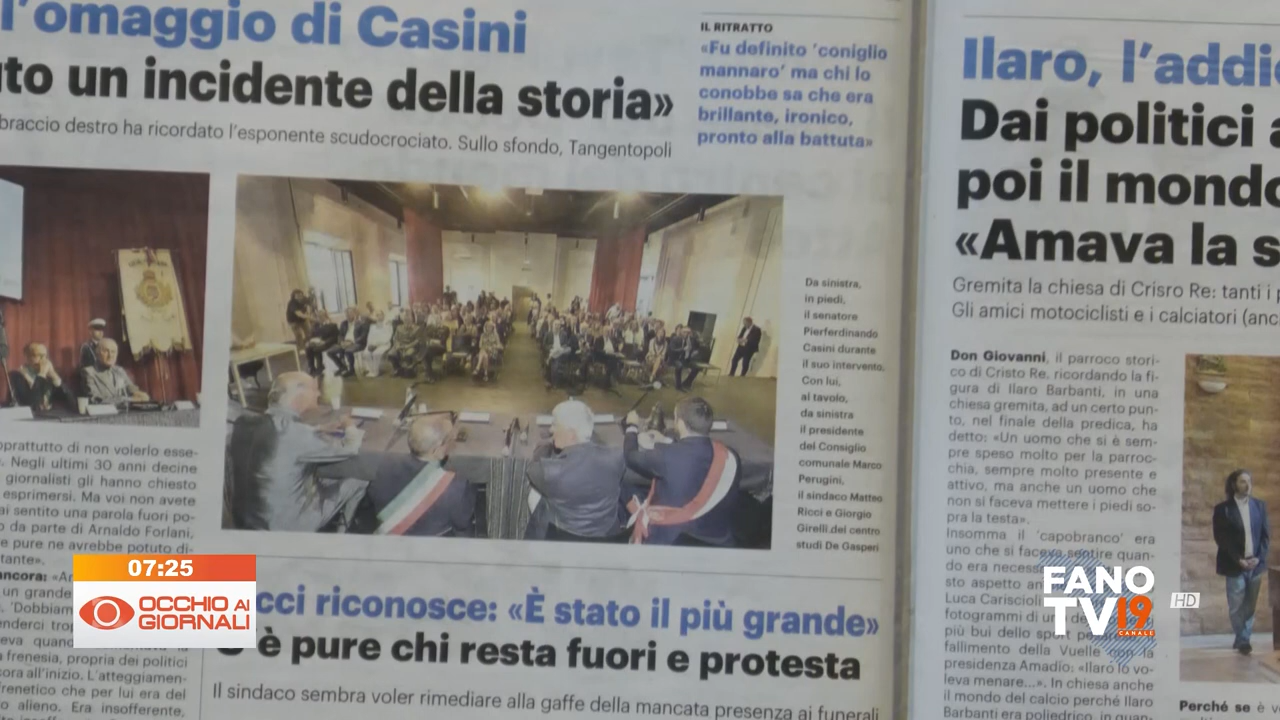 l'omaggio di Casini
to un incidente della storia»
braccio destro ha ricordato l'esponente scudocrociato. Sullo sfondo, Tangentopoli
IL RITRATTO
«Fu definito 'coniglio
mannaro' ma chi lo
conobbe sa che era
brillante, ironico,
pronto alla battuta»
Da sinistra,
in piedi,
il senatore
Pierferdinando
Casini durante
il suo intervento.
Con lui,
al tavolo,
da sinistra
il presidente
del Consiglio
comunale Marco
Perugini,
il sindaco Matteo
Ricci e Giorgio
Girelli del centro
studi De Gasperi
oprattutto di non volerlo esse-
. Negli ultimi 30 anni decine
giornalisti gli hanno chiesto
esprimersi. Ma voi non avete
ai sentito una parola fuori po-
o da parte di Arnaldo Forlani,
e pure ne avrebbe potuto di-
tante».
ancora:
un grande
'Dobbiam
enderci
eva quand
frenesia, propria dei politici
cora all'inizio. L'atteggiamen-
frenetico che per lui era del
o alieno. Era insofferente,
cci riconosce: «È stato il più grande»
C'è pure chi resta fuori e protesta
Il sindaco sembra voler rimediare alla gaffe della mancata presenza ai funerali
Ilaro, l'addi
Dai politici a
poi il mondo
«Amava la s
Gremita la chiesa di Crisro Re: tanti i
Gli amici motociclisti e i calciatori (anc
Don Giovanni, il parroco stori-
co di Cristo Re, ricordando la fi-
gura di Ilaro Barbanti, in una
chiesa gremita, ad un certo pun-
to, nel finale della predica, ha
detto: «Un uomo che si è sem-
pre speso molto per la parroc-
chia, sempre molto presente e
attivo, ma anche un uomo che
non si faceva mettere i piedi so-
pra la testa».
Insomma il 'capobranco' era
uno che si faceva sentire quan-
do era neces
sto aspetto
Luca Cariscioli
fotogrammi di un
più bui dello sport
fallimento della Vuelle con la
presidenza Amadio: «Ilaro lo vo-
leva menare...». In chiesa anche
il mondo del calcio perché Ilaro
Barbanti era poliedrico, in quan-
Perché se è
07:25
OCCHIO AI
GIORNALI
FANO
TV19
CANALE
HD